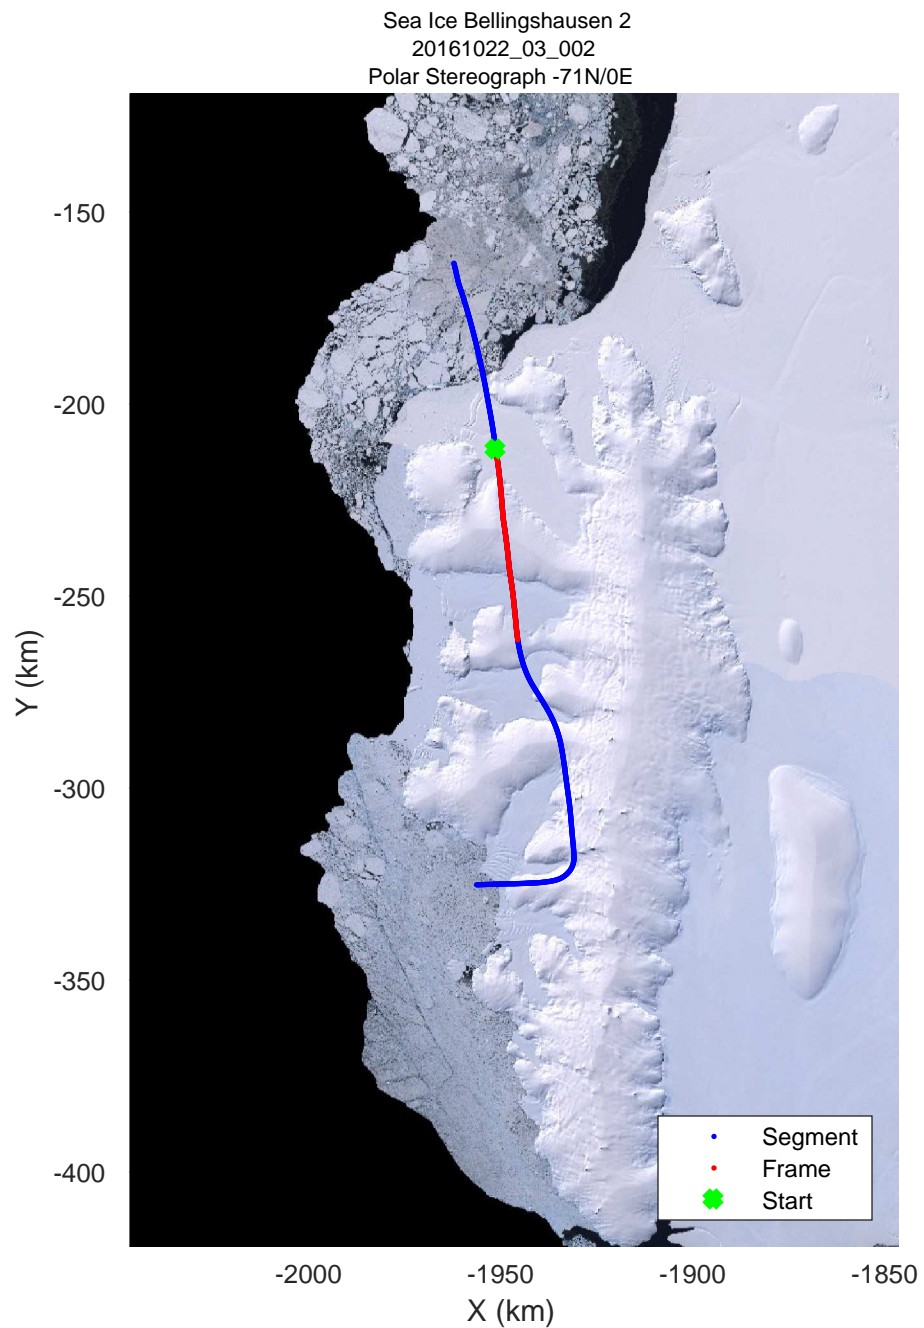 Sea Ice Bellingshausen 2
20161022_03_002
Polar Stereograph -71N/0E
-150
-200
-250
-300
-350
-400
Y (km)
Segment
Frame
Start
-2000
-1950
-1900
-1850
X (km)